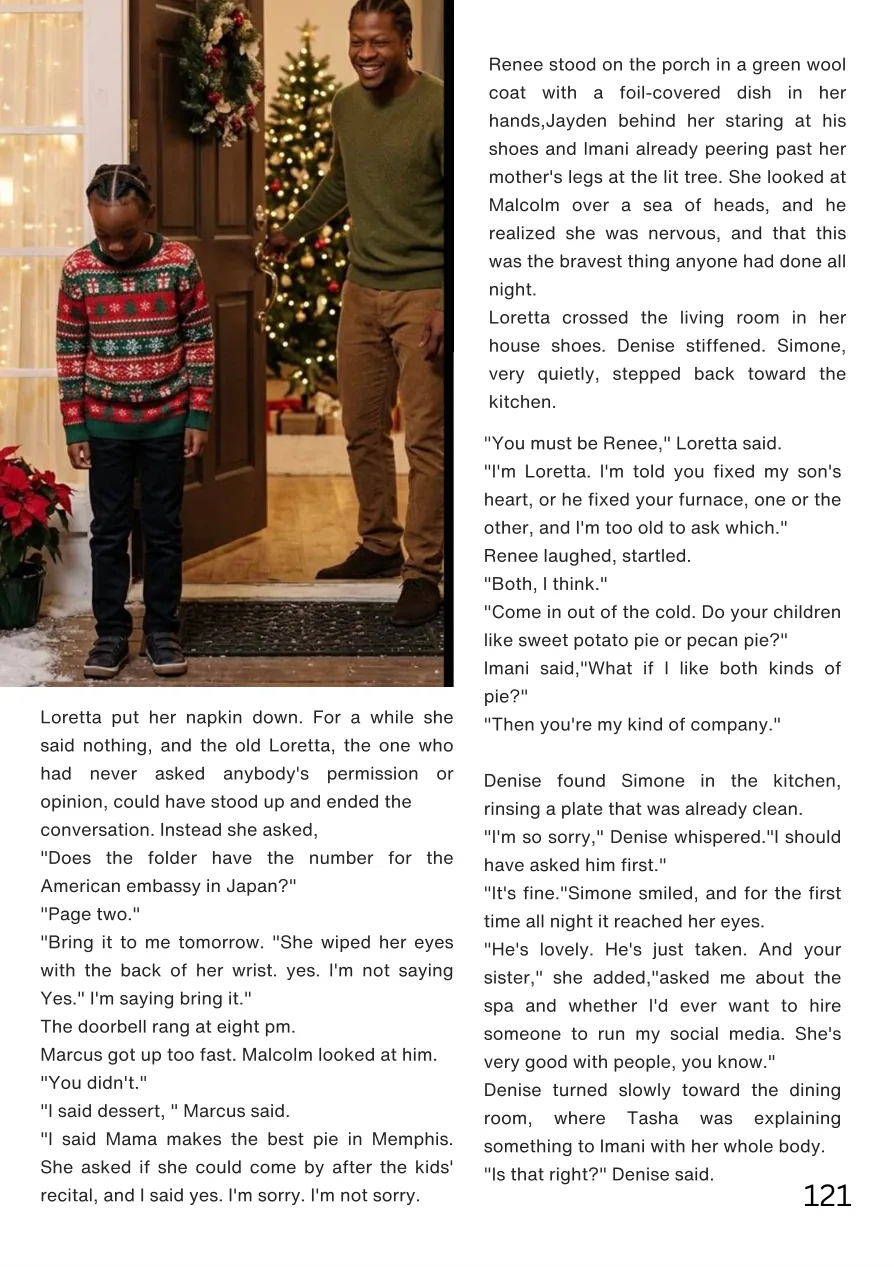 Loretta put her napkin down. For a while she
said nothing, and the old Loretta, the one who
had never asked anybody's permission or
opinion, could have stood up and ended the
conversation. Instead she asked,
"Does the folder have the number for the
American embassy in Japan?"
"Page two."
"Bring it to me tomorrow. "She wiped her eyes
with the back of her wrist. yes. I'm not saying
Yes." I'm saying bring it."
The doorbell rang at eight pm.
Marcus got up too fast. Malcolm looked at him.
"You didn't."
"I said dessert, " Marcus said.
"I said Mama makes the best pie in Memphis.
She asked if she could come by after the kids'
recital, and I said yes. I'm sorry. I'm not sorry.
Renee stood on the porch in a green wool
coat with a foil-covered dish in her
hands,Jayden behind her staring at his
shoes and Imani already peering past her
mother's legs at the lit tree. She looked at
Malcolm over a sea of heads, and he
realized she was nervous, and that this
was the bravest thing anyone had done all
night.
Loretta crossed the living room in her
house shoes. Denise stiffened. Simone,
very quietly, stepped back toward the
kitchen.
"You must be Renee," Loretta said.
"I'm Loretta. I'm told you fixed my son's
heart, or he fixed your furnace, one or the
other, and I'm too old to ask which."
Renee laughed, startled.
"Both, I think."
"Come in out of the cold. Do your children
like sweet potato pie or pecan pie?"
Imani said,"What if I like both kinds of
pie?"
"Then you're my kind of company."
Denise found Simone in the kitchen,
rinsing a plate that was already clean.
"I'm so sorry," Denise whispered."I should
have asked him first."
"It's fine."Simone smiled, and for the first
time all night it reached her eyes.
"He's lovely. He's just taken. And your
sister," she added,"asked me about the
spa and whether I'd ever want to hire
someone to run my social media. She's
very good with people, you know."
Denise turned slowly toward the dining
room, where Tasha was explaining
something to Imani with her whole body.
"Is that right?" Denise said.
121